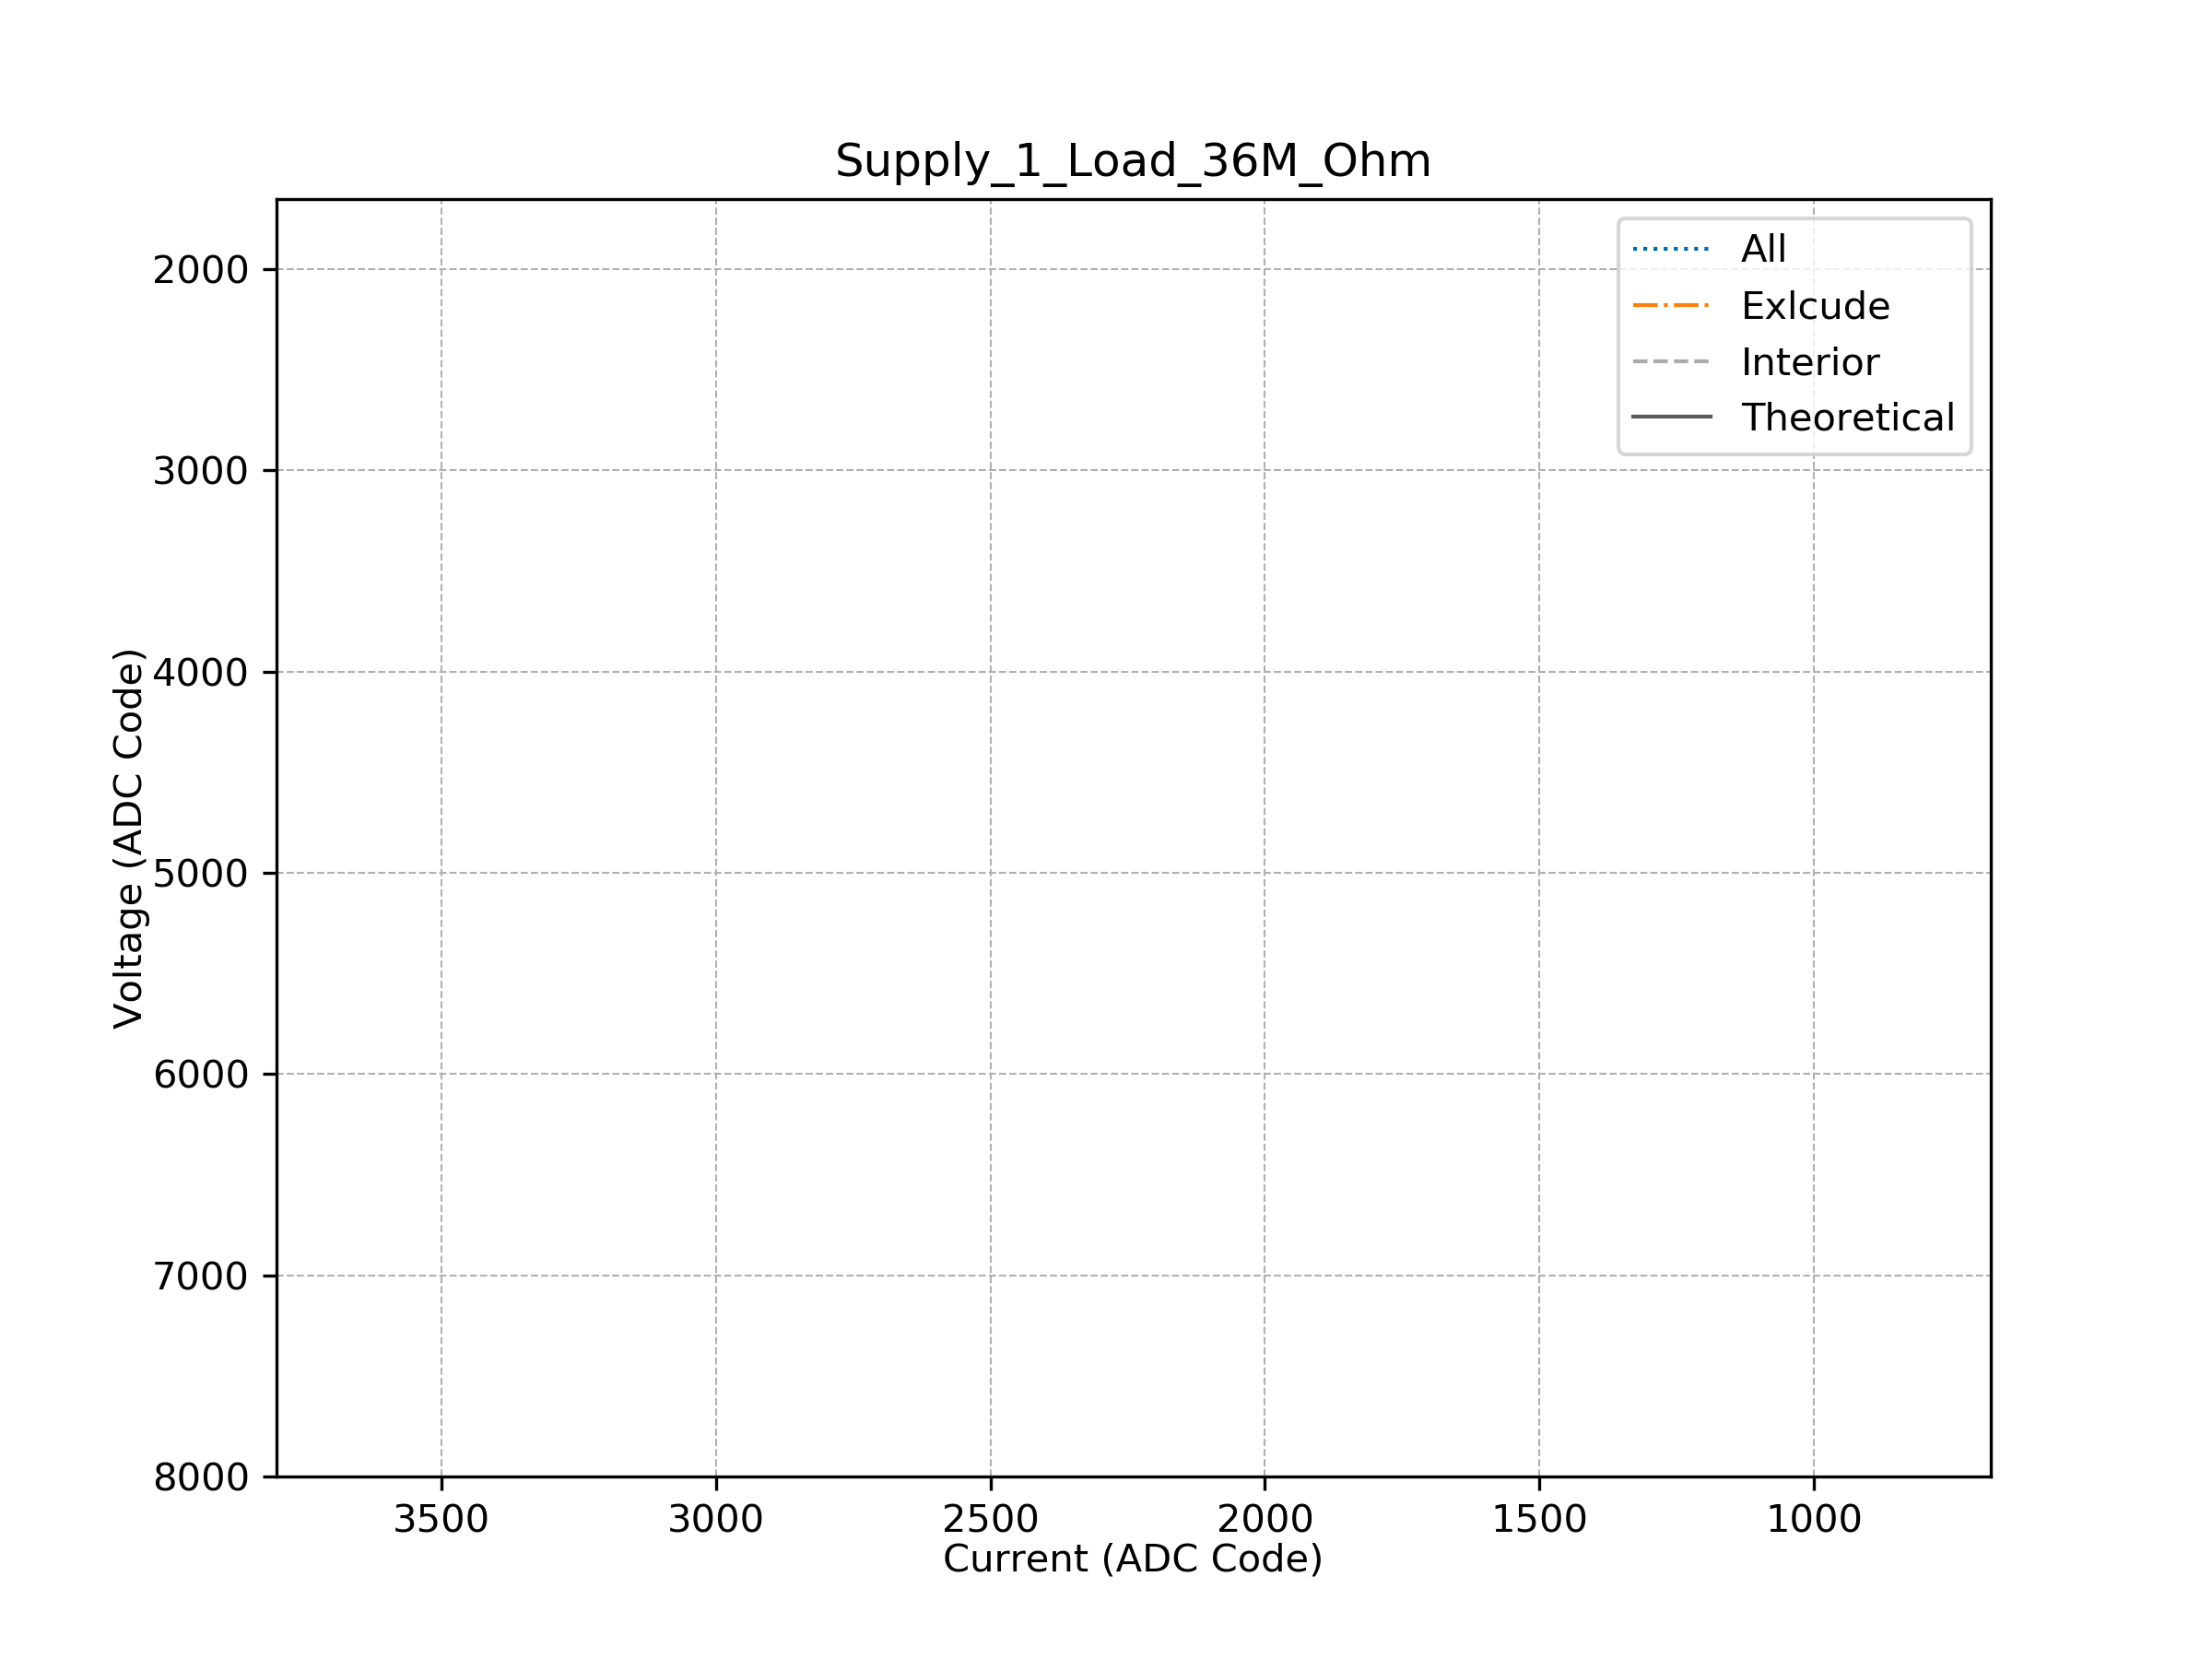 Supply_1_Load_36M_Ohm
All
Exlcude
Interior
Theoretical
2000
3000
4000
5000
6000
7000
8000
Voltage (ADC Code)
3500 3000 2500 2000 1500 1000
Current (ADC Code)